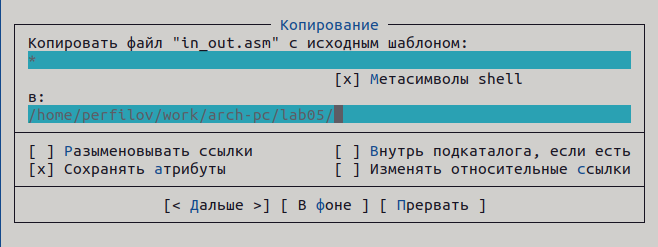 Копирование
Копировать файл "in_out.asm" с исходным шаблоном:
*
[x] Метасимволы shell
в:
/home/perfilov/work/arch-pc/lab05/
[ ] Разыменовывать ссылки [ ] Внутрь подкаталога, если есть
[x] Сохранять атрибуты [ ] Изменять относительные ссылки
[< Дальше >] [ В фоне ] [ Прервать ]